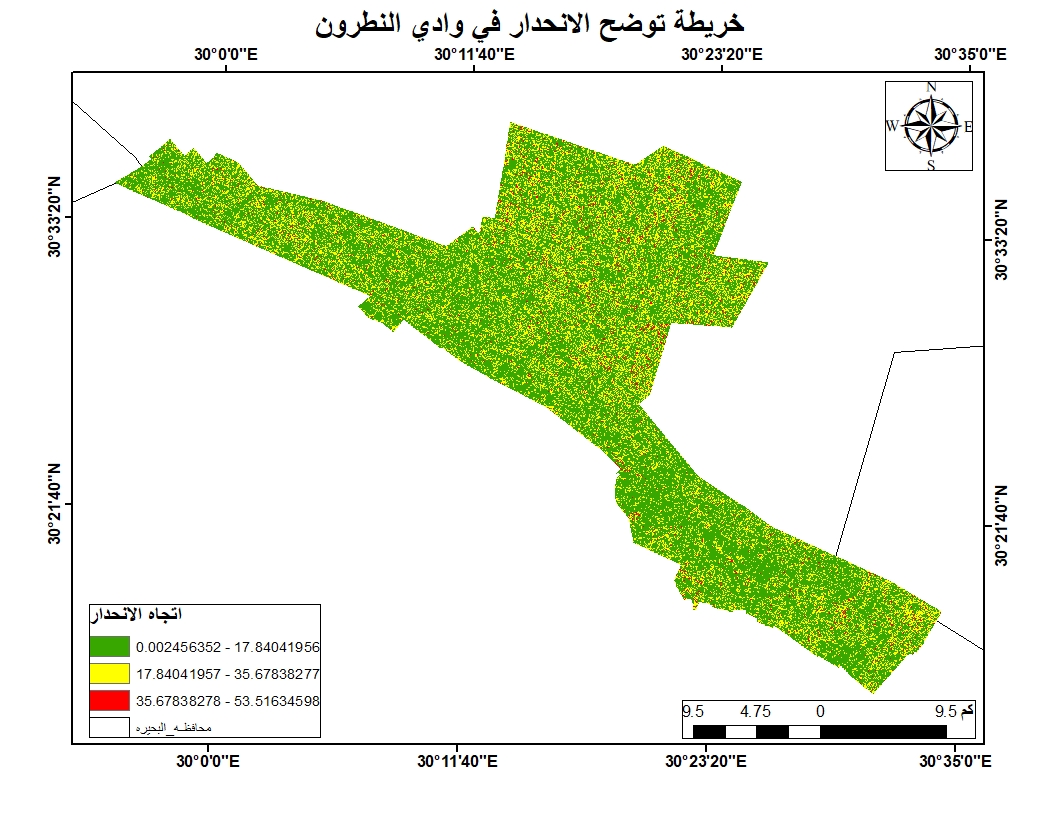 خريطة توضح الانحدار في وادي النطرون
30°0'0"E 30°11'40"E 30°23'20"E 30°35'0"E
N
W E
S
30°33'20"N
30°33'20"N
30°21'40"N
30°21'40"N
اتجاه الانحدار
0.002456352 - 17.84041956
17.84041957 - 35.67838277
35.67838278 - 53.51634598
محافظه_البحيره
9.5 4.75 0 9.5 كم
30°0'0"E 30°11'40"E 30°23'20"E 30°35'0"E